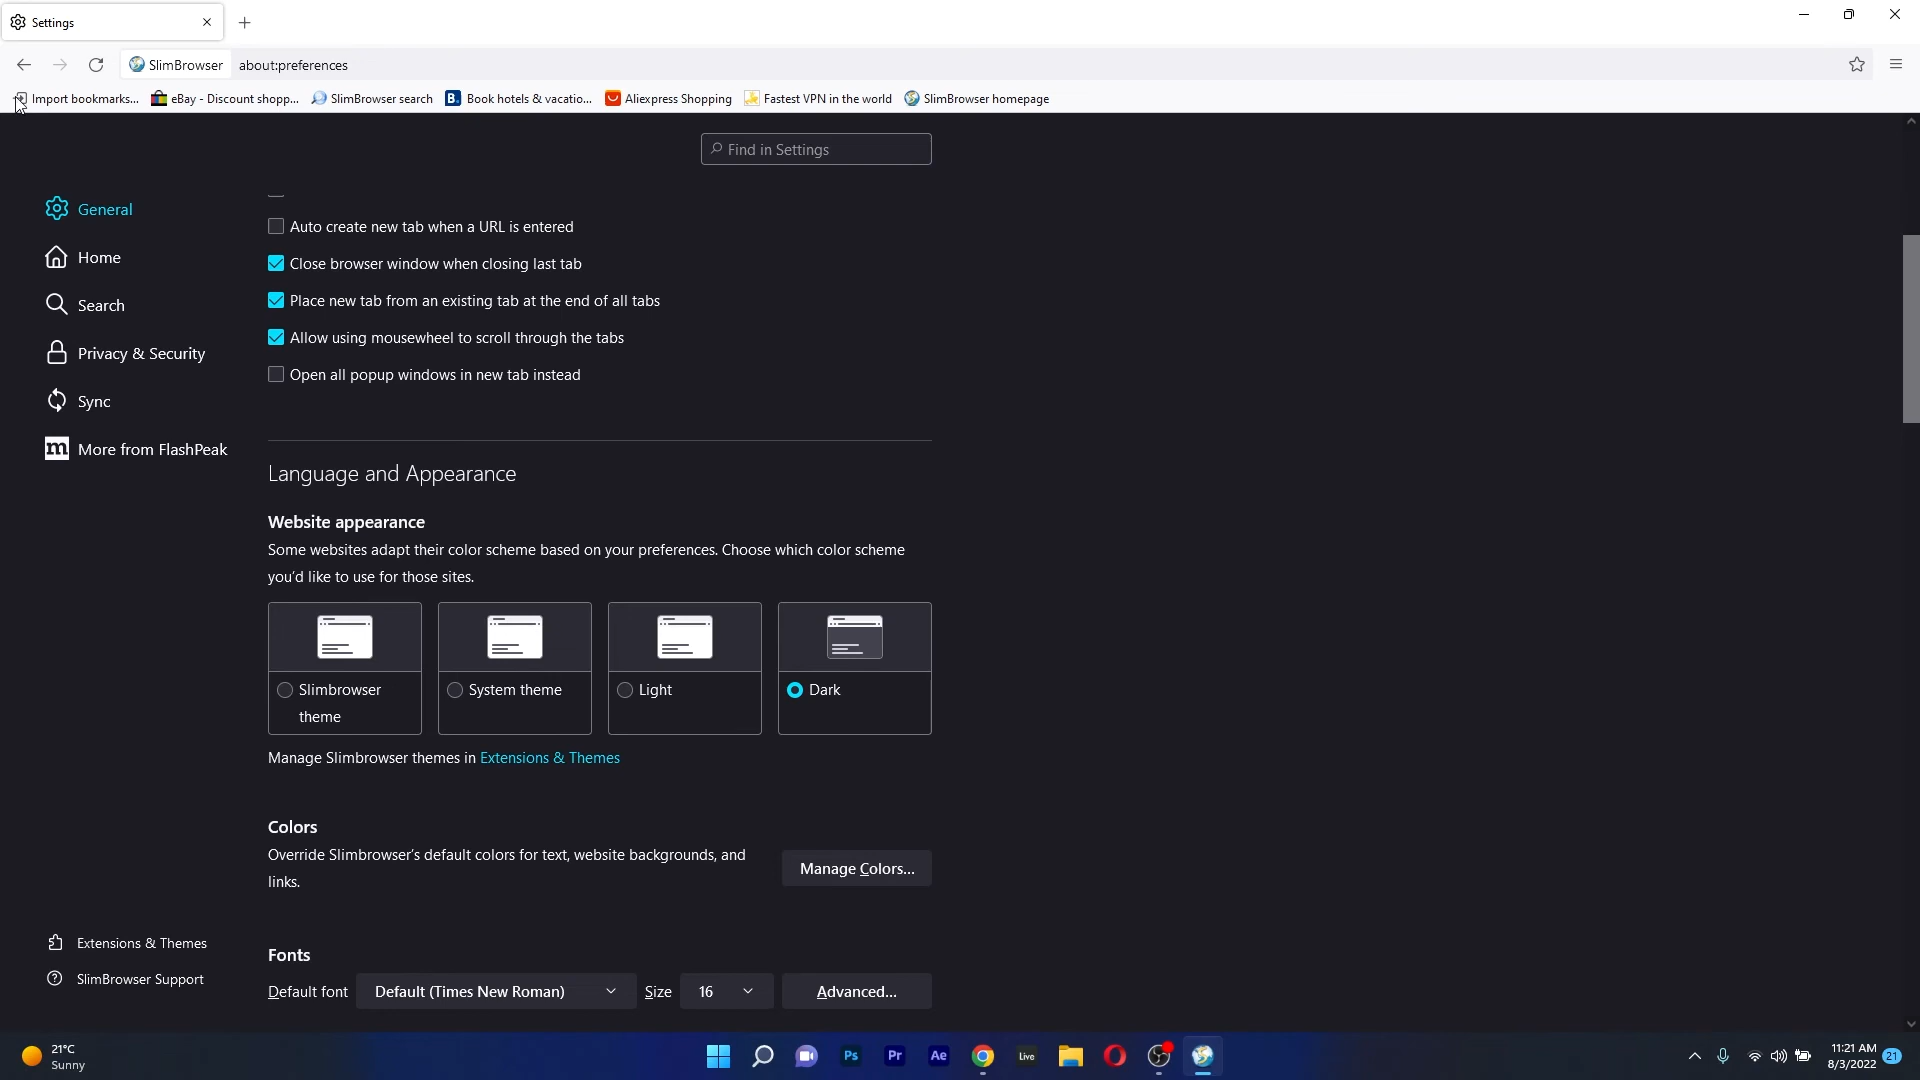 Settings
SlimBrowser about:preferences
Import bookmarks... eBay - Discount shopp... SlimBrowser search B. Book hotels & vacatio... Aliexpress Shopping Fastest VPN in the world SlimBrowser homepage
Find in Settings
General
Home
Search
Privacy & Security
Sync
m More from FlashPeak
Extensions & Themes
SlimBrowser Support
Auto create new tab when a URL is entered
Close browser window when closing last tab
Place new tab from an existing tab at the end of all tabs
Allow using mousewheel to scroll through the tabs
Open all popup windows in new tab instead
Language and Appearance
Website appearance
Some websites adapt their color scheme based on your preferences. Choose which color scheme
you'd like to use for those sites.
Slimbrowser
theme
System theme
Light
Dark
Manage Slimbrowser themes in Extensions & Themes
Colors
Override Slimbrowser's default colors for text, website backgrounds, and
links.
Manage Colors...
Fonts
Default font Default (Times New Roman) Size 16 Advanced...
21°C
Sunny
Ps Pr Ae Live
11:21 AM
8/3/2022
21